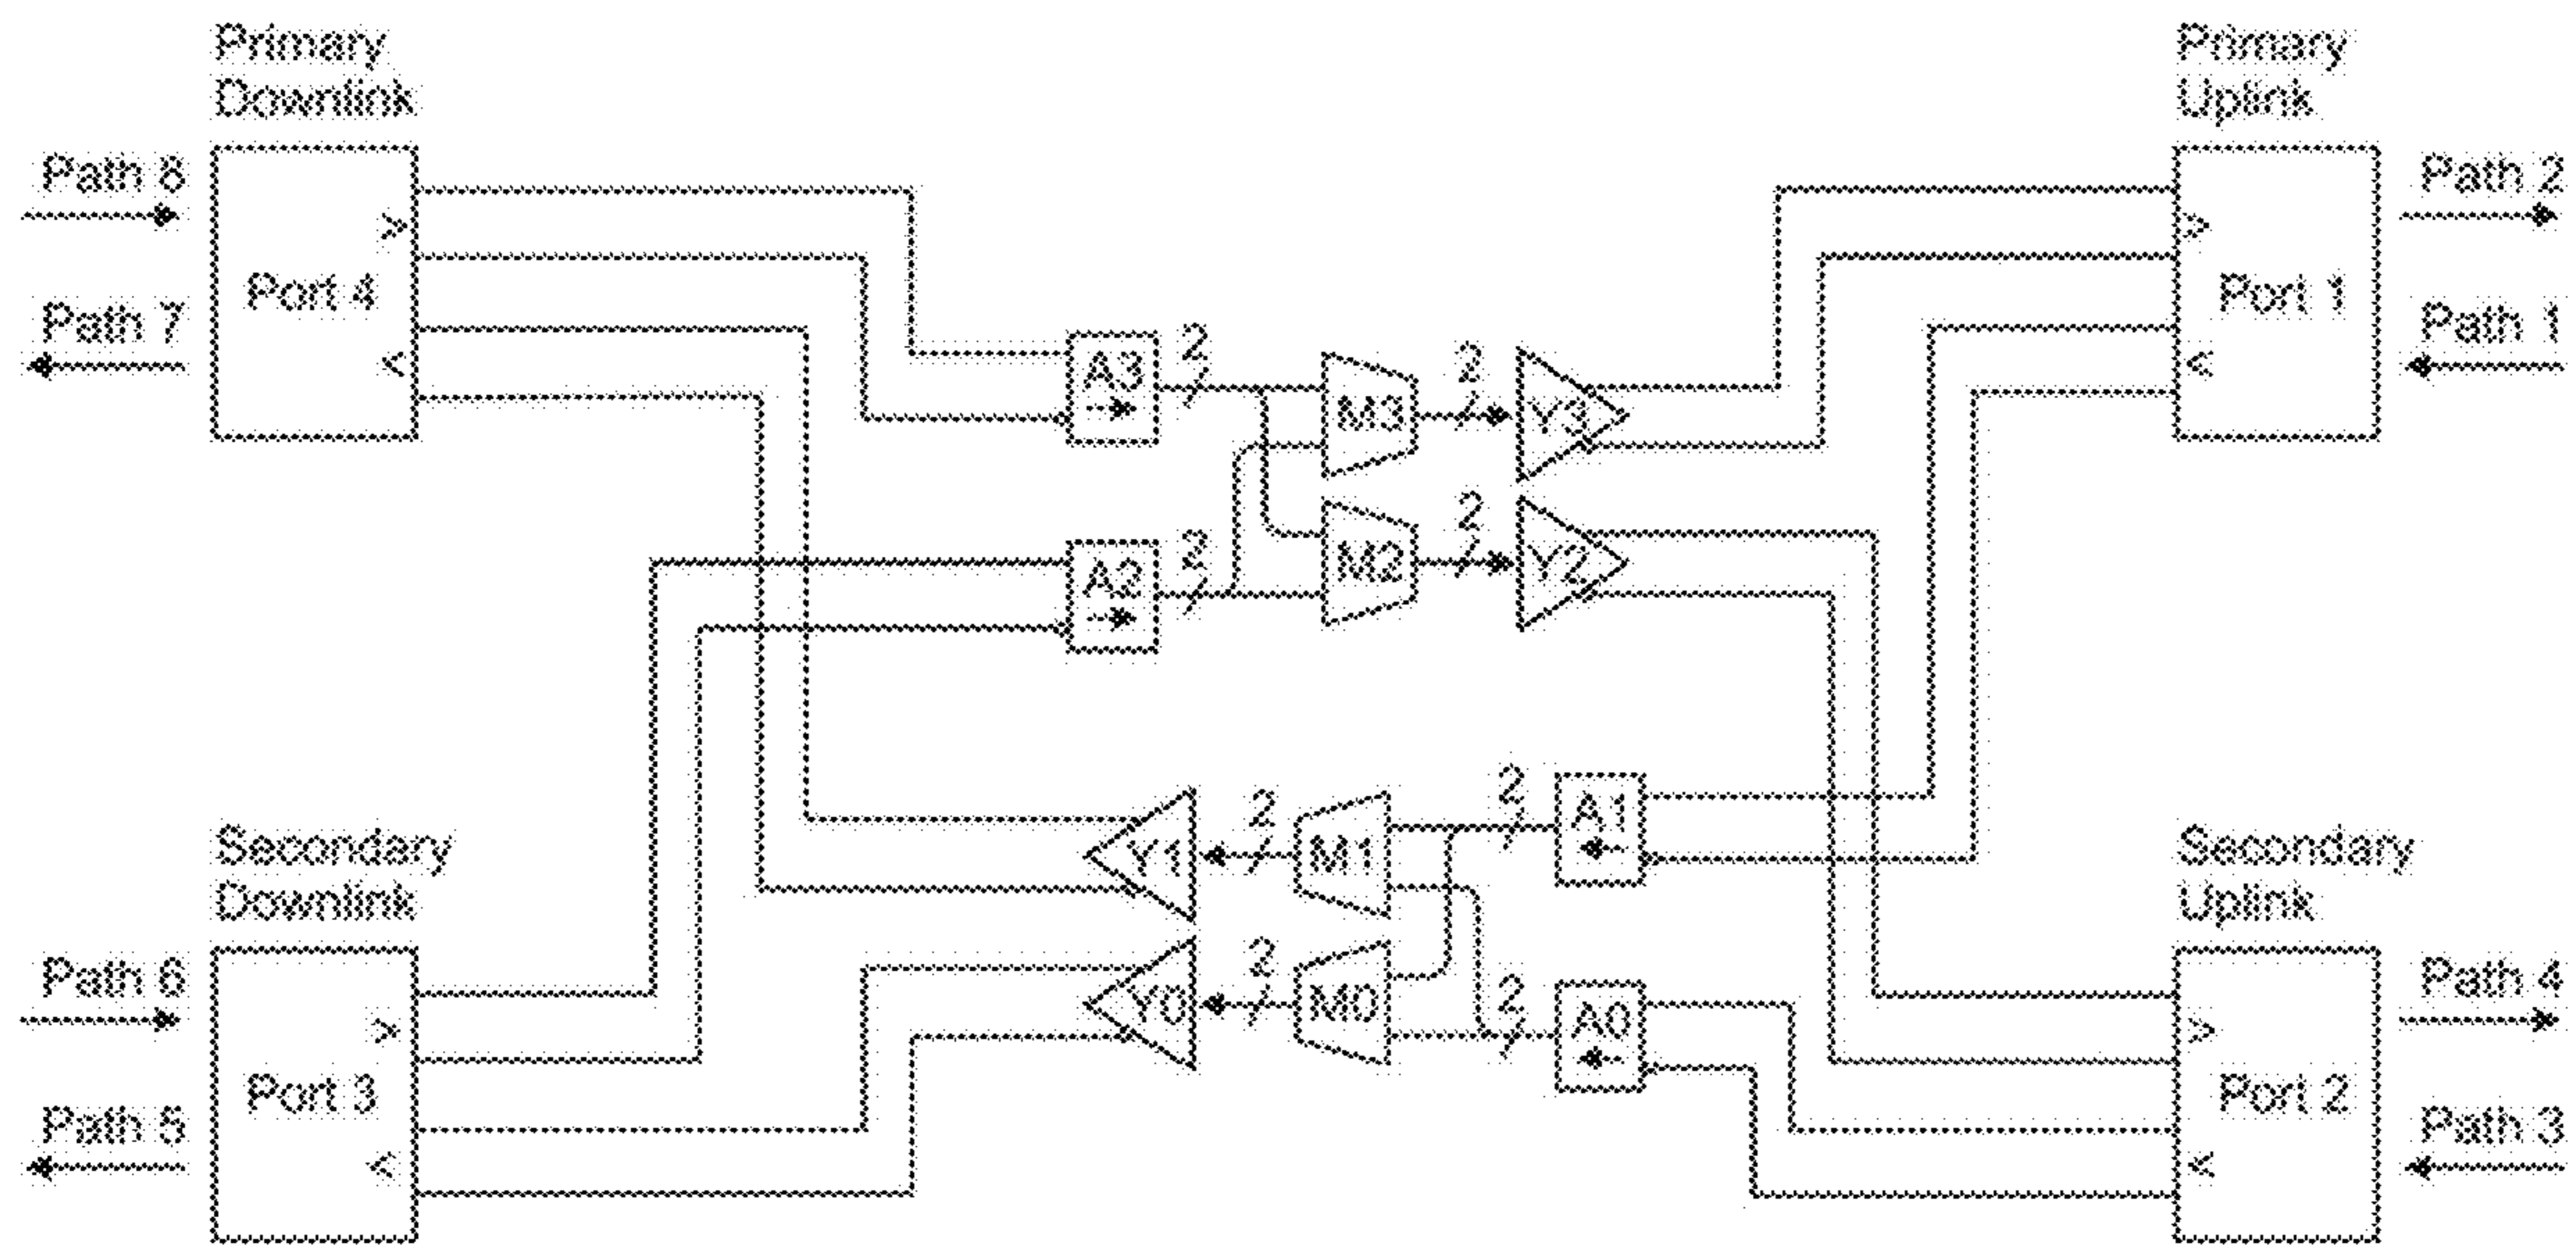 Primary
Downlink
Primary
Uplink
Path 8
>
Port 4
Path 7
<
Path 2
>
Port 1
Path 1
<
A3
2
M3
2
Y3
A2
2
M2
2
Y2
Y1
2
M1
2
A1
Y0
2
M0
2
A0
Secondary
Downlink
Secondary
Uplink
Path 6
>
Port 3
Path 5
<
Path 4
>
Port 2
Path 3
<